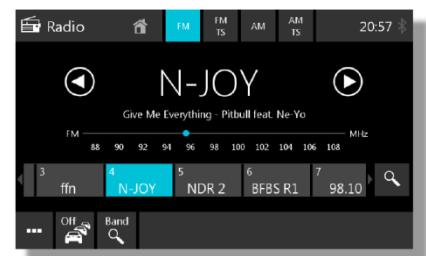 Radio FM FM TS AM AM TS 20:57
N-JOY
Give Me Everything - Pitbull feat. Ne-Yo
FM MHz
88 90 92 94 96 98 100 102 104 106 108
3 4 5 6 7
ffn N-JOY NDR 2 BFBS R1 98.10
Off Band